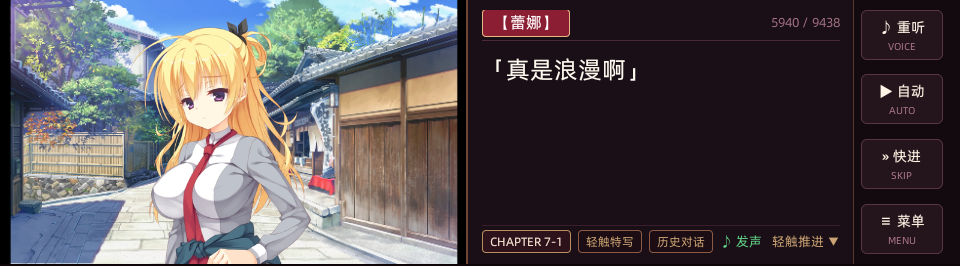 【蕾娜】
5940 / 9438
「真是浪漫啊」
CHAPTER 7-1
轻触特写
历史对话
♪ 发声
轻触推进 ▼
♪ 重听
VOICE
▶ 自动
AUTO
» 快进
SKIP
≡ 菜单
MENU